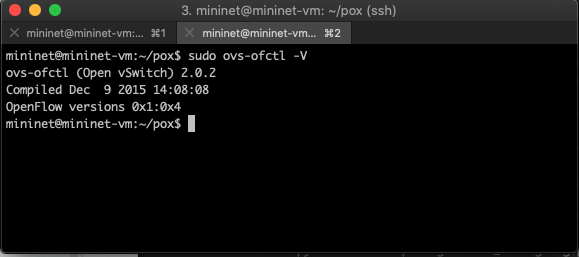 3. mininet@mininet-vm: ~/pox (ssh)
mininet@mininet-vm:... ⌘1
mininet@mininet-vm... ⌘2
mininet@mininet-vm:~/pox$ sudo ovs-ofctl -V
ovs-ofctl (Open vSwitch) 2.0.2
Compiled Dec  9 2015 14:08:08
OpenFlow versions 0x1:0x4
mininet@mininet-vm:~/pox$